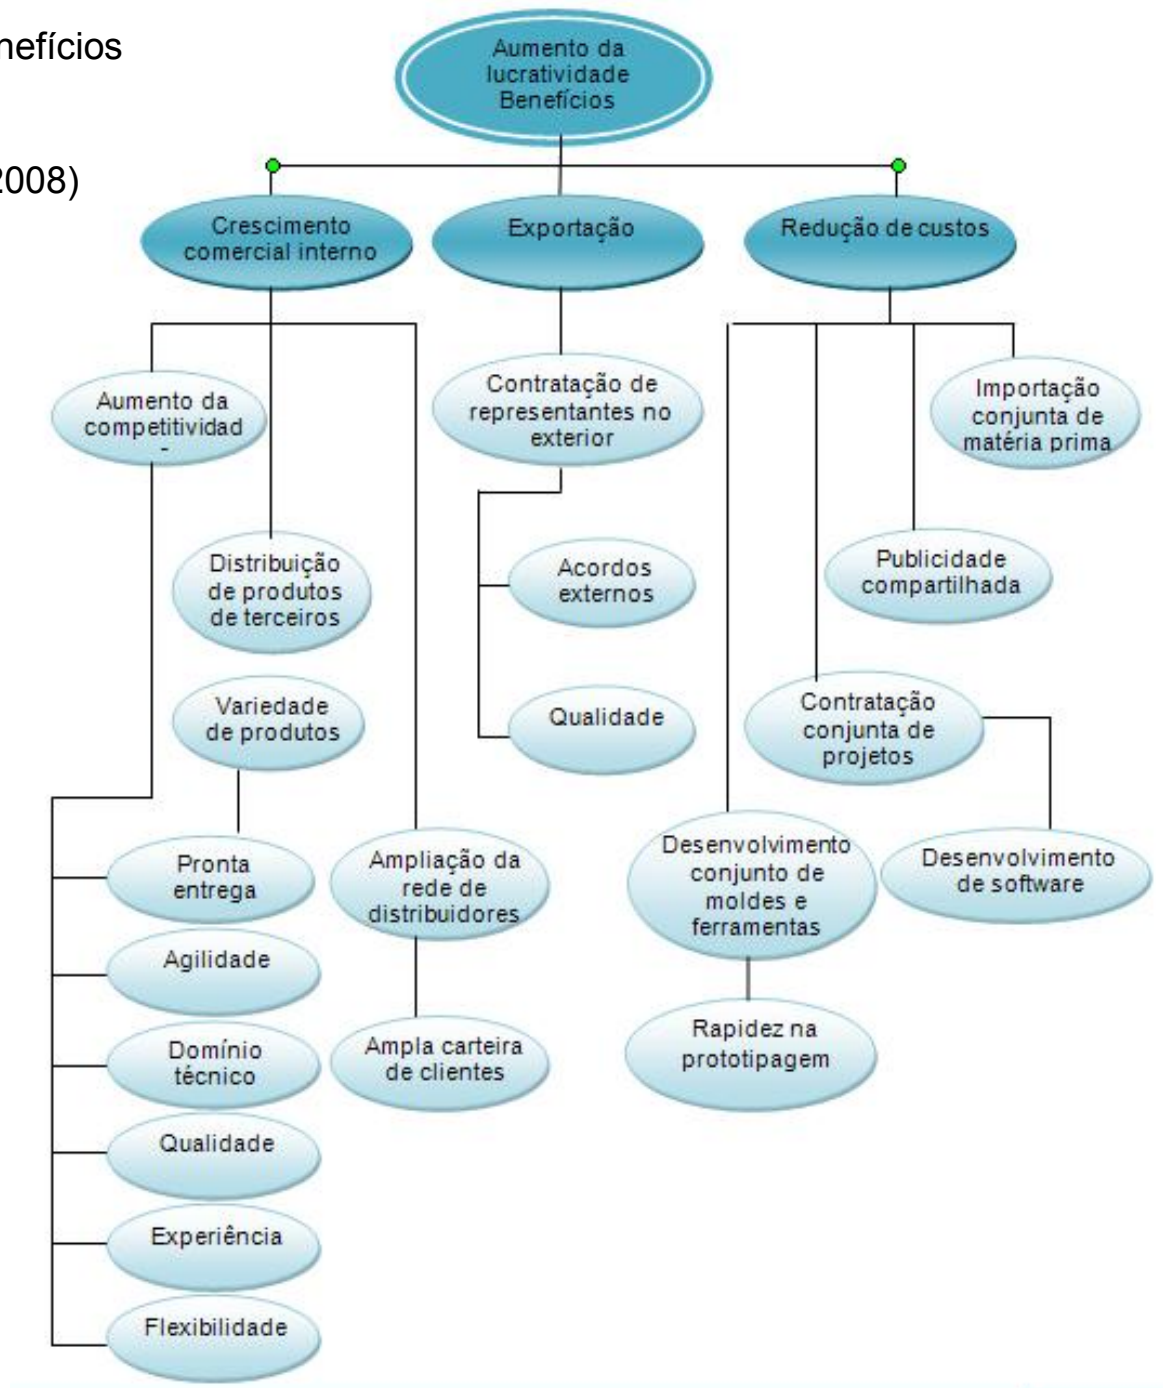 nefícios
2008)
Aumento da
lucratividade
Benefícios
Crescimento
comercial interno
Exportação
Redução de custos
Aumento da
competitividad
Contratação de
representantes no
exterior
Importação
conjunta de
matéria prima
Distribuição
de produtos
de terceiros
Acordos
externos
Publicidade
compartilhada
Variedade
de produtos
Qualidade
Contratação
conjunta de
projetos
Pronta
entrega
Ampliação da
rede de
distribuidores
Desenvolvimento
conjunto de
moldes e
ferramentas
Desenvolvimento
de software
Agilidade
Domínio
técnico
Ampla carteira
de clientes
Rapidez na
prototipagem
Qualidade
Experiência
Flexibilidade